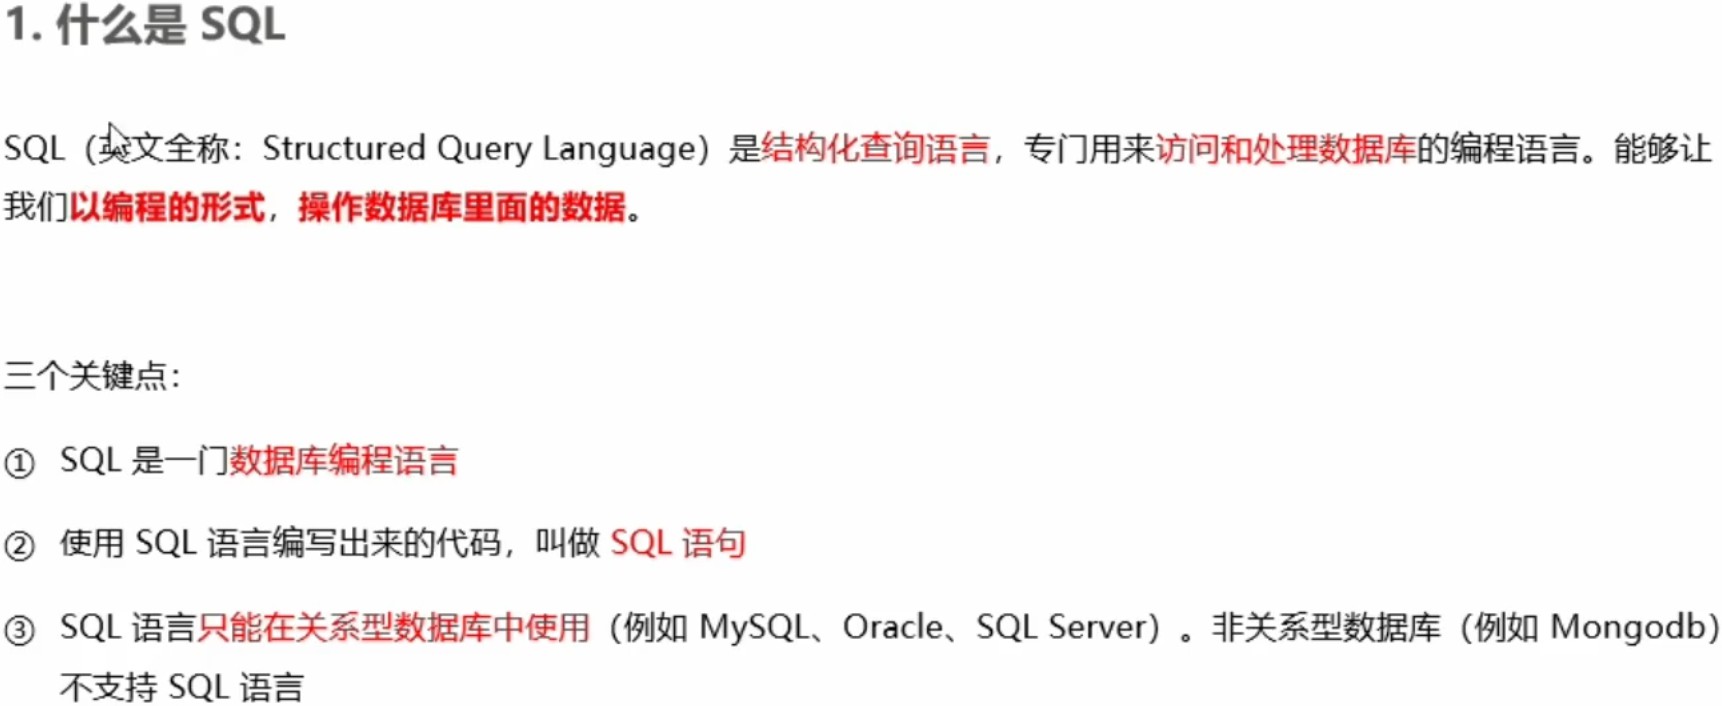 1. 什么是 SQL
SQL（英文全称：Structured Query Language）是结构化查询语言，专门用来访问和处理数据库的编程语言。能够让
我们以编程的形式，操作数据库里面的数据。
三个关键点：
① SQL 是一门数据库编程语言
② 使用 SQL 语言编写出来的代码，叫做 SQL 语句
③ SQL 语言只能在关系型数据库中使用（例如 MySQL、Oracle、SQL Server）。非关系型数据库（例如 Mongodb）
不支持 SQL 语言